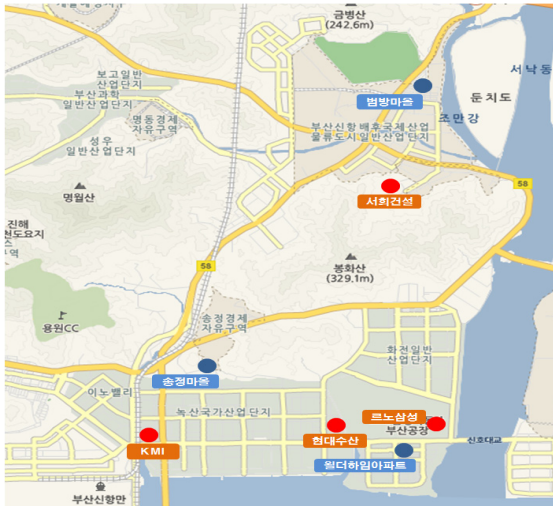 금병산
(242,6m)
보고일반
산업단지
부산과학
일반산업단지
명동경제
자유구역
성우
일반산업단지
범방마을
서낙동
둔치도
조만강
부산신항배후국제산업
물류도시일반산업단지
명월산
서희건설
58
진해
천도요지
구역
58
봉화산
(329,1m)
용원CC
송정경제
자유구역
화전일반
산업단지
송정마을
이노밸리
녹산국가산업단지
르노삼성
부산공장
KMI
현대수산
신호대교
윌더하임아파트
부산신항만